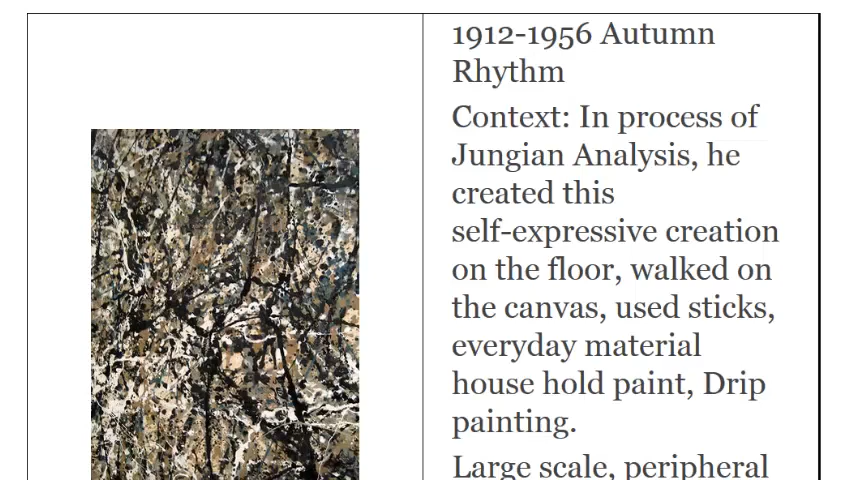 1912-1956 Autumn
Rhythm
Context: In process of
Jungian Analysis, he
created this
self-expressive creation
on the floor, walked on
the canvas, used sticks,
everyday material
house hold paint, Drip
painting.
Large scale, peripheral